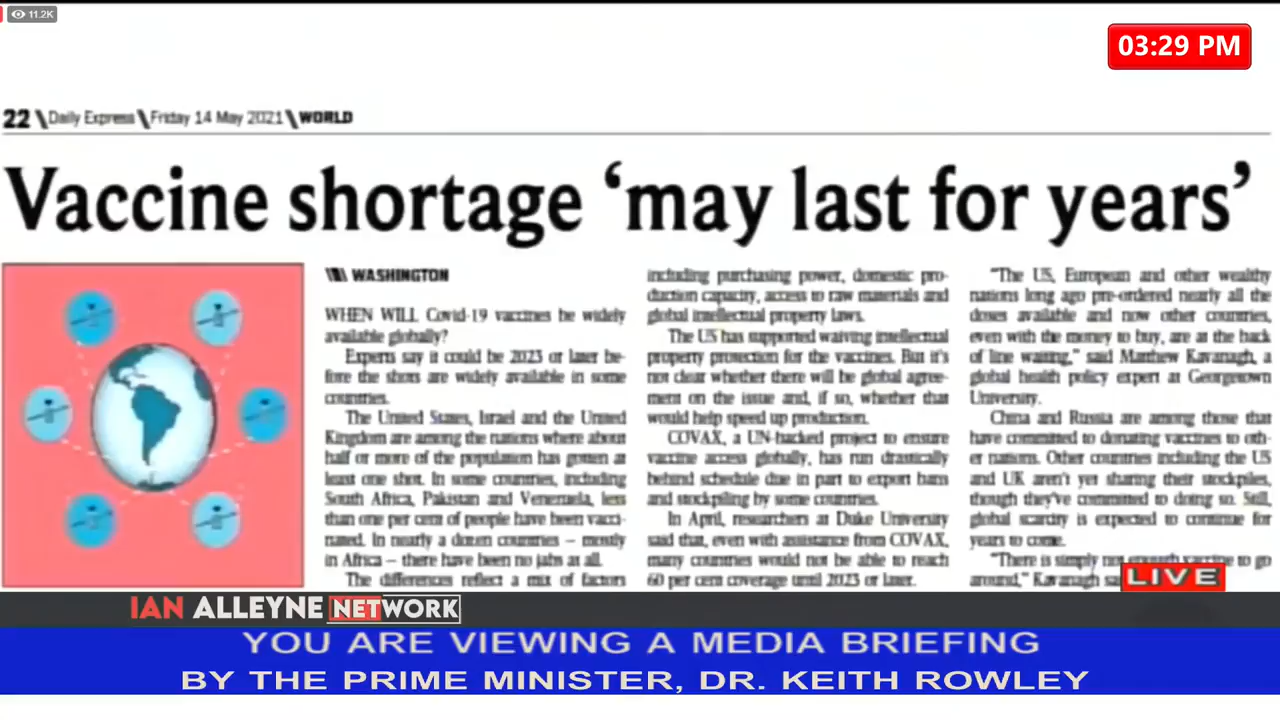 11.2K
03:29 PM
22 \ Daily Express \ Friday 14 May 2021 \ WORLD
Vaccine shortage ‘may last for years’
WASHINGTON
WHEN WILL Covid-19 vaccines be widely
available globally?
Experts say it could be 2023 or later be-
fore the shots are widely available in some
countries.
The United States, Israel and the United
Kingdom are among the nations where about
half or more of the population has gotten at
least one shot. In some countries, including
South Africa, Pakistan and Venezuela, less
than one per cent of people have been vacci-
nated. In nearly a dozen countries – mostly
in Africa – there have been no jabs at all.
The differences reflect a mix of factors
including purchasing power, domestic pro-
duction capacity, access to raw materials and
global intellectual property laws.
The US has supported waiving intellectual
property protection for the vaccines. But it's
not clear whether there will be global agree-
ment on the issue and, if so, whether that
would help speed up production.
COVAX, a UN-backed project to ensure
vaccine access globally, has run drastically
behind schedule due in part to export bans
and stockpiling by some countries.
In April, researchers at Duke University
said that, even with assistance from COVAX,
many countries would not be able to reach
60 per cent coverage until 2023 or later.
“The US, European and other wealthy
nations long ago pre-ordered nearly all the
doses available and now other countries,
even with the money to buy, are at the back
of line waiting,” said Matthew Kavanagh, a
global health policy expert at Georgetown
University.
China and Russia are among those that
have committed to donating vaccines to oth-
er nations. Other countries including the US
and UK aren't yet sharing their stockpiles,
though they've committed to doing so. Still,
global scarcity is expected to continue for
years to come.
“There is simply not enough vaccine to go
around,” Kavanagh
LIVE
IAN ALLEYNE NETWORK
YOU ARE VIEWING A MEDIA BRIEFING
BY THE PRIME MINISTER, DR. KEITH ROWLEY